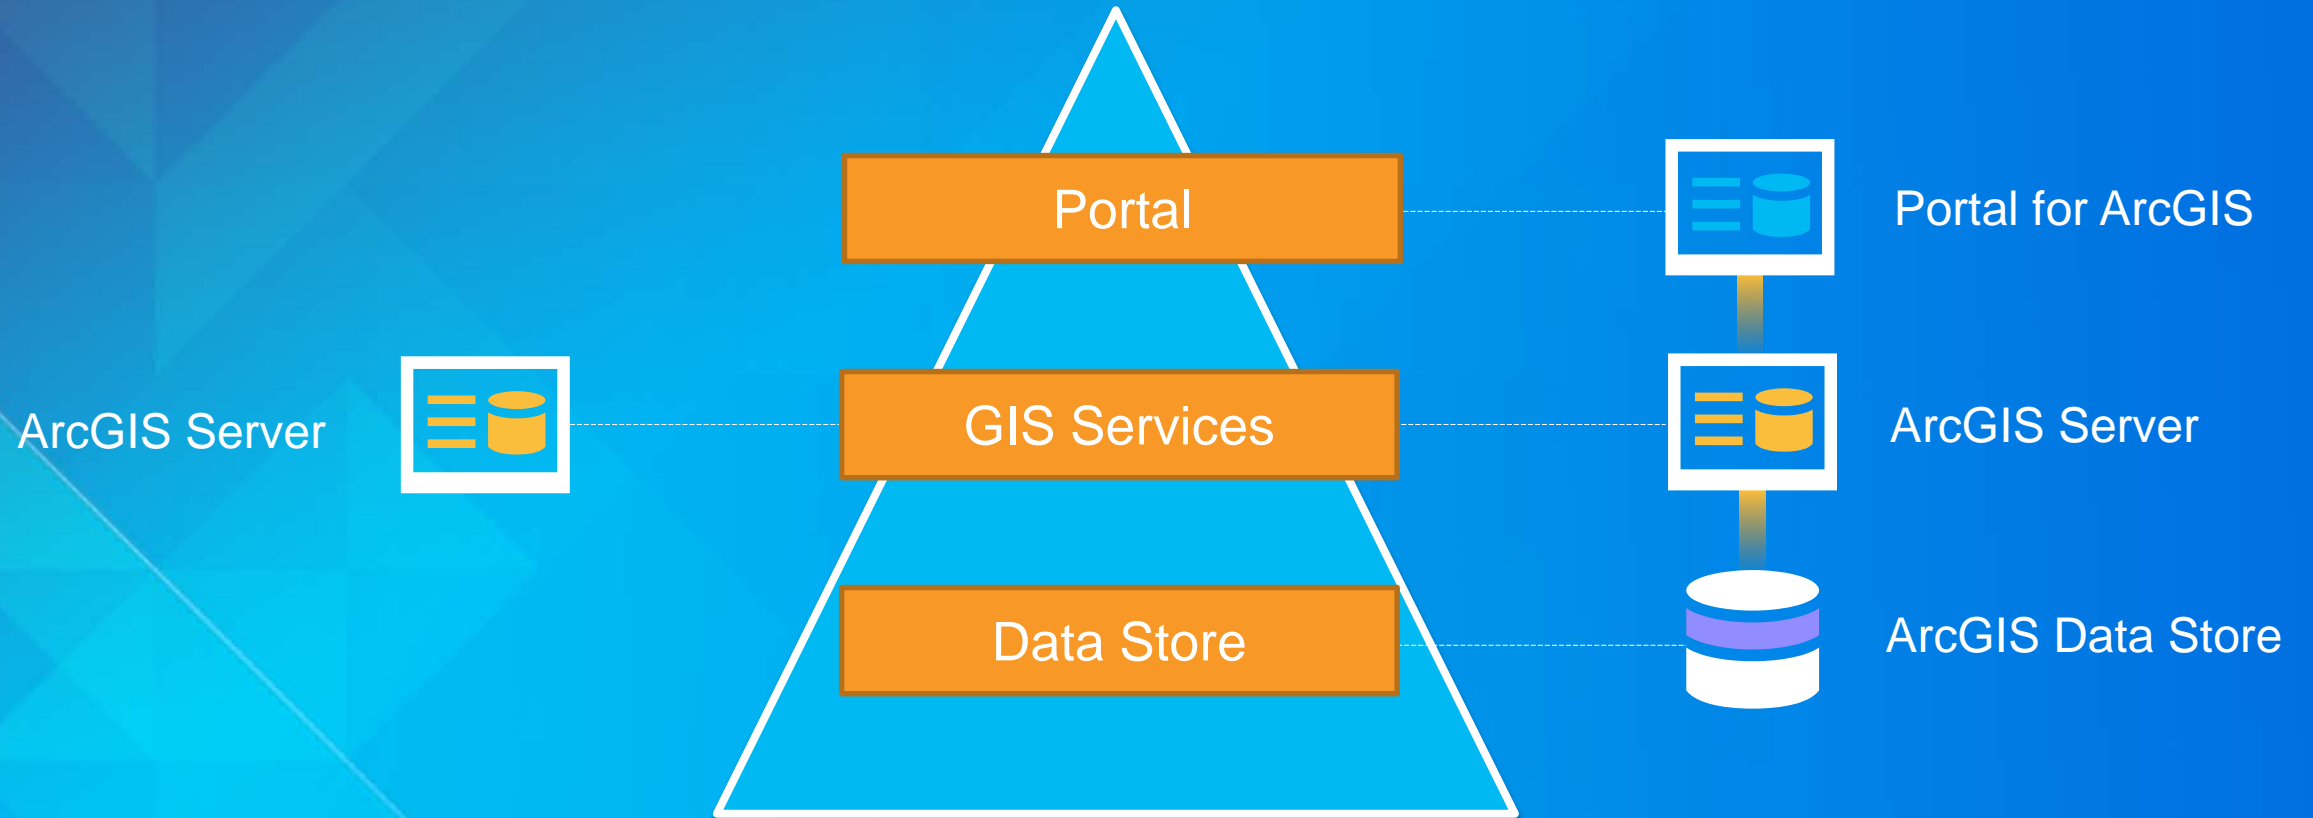 Portal
Portal for ArcGIS
ArcGIS Server
GIS Services
ArcGIS Server
Data Store
ArcGIS Data Store